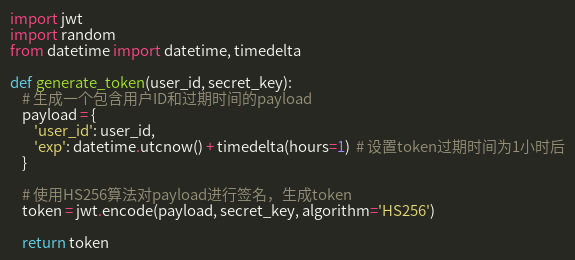 import jwt
import random
from datetime import datetime, timedelta

def generate_token(user_id, secret_key):
    # 生成一个包含用户ID和过期时间的payload
    payload = {
        'user_id': user_id,
        'exp': datetime.utcnow() + timedelta(hours=1)  # 设置token过期时间为1小时后
    }

    # 使用HS256算法对payload进行签名，生成token
    token = jwt.encode(payload, secret_key, algorithm='HS256')

    return token